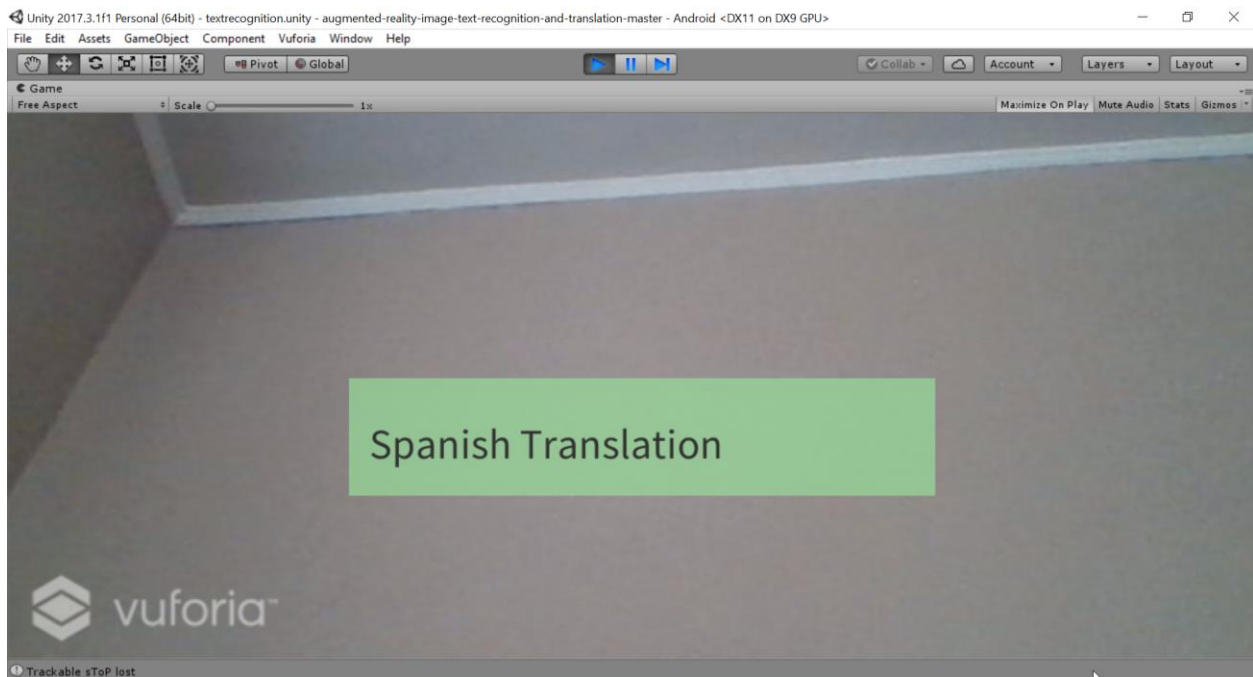 Unity 2017.3.1f1 Personal (64bit) - textrecognition.unity - augmented-reality-image-text-recognition-and-translation-master - Android <DX11 on DX9 GPU>
File Edit Assets GameObject Component Vuforia Window Help
Pivot Global Collab Account Layers Layout
Game
Free Aspect Scale 1x Maximize On Play Mute Audio Stats Gizmos
Spanish Translation
vuforia™
Trackable sToP lost